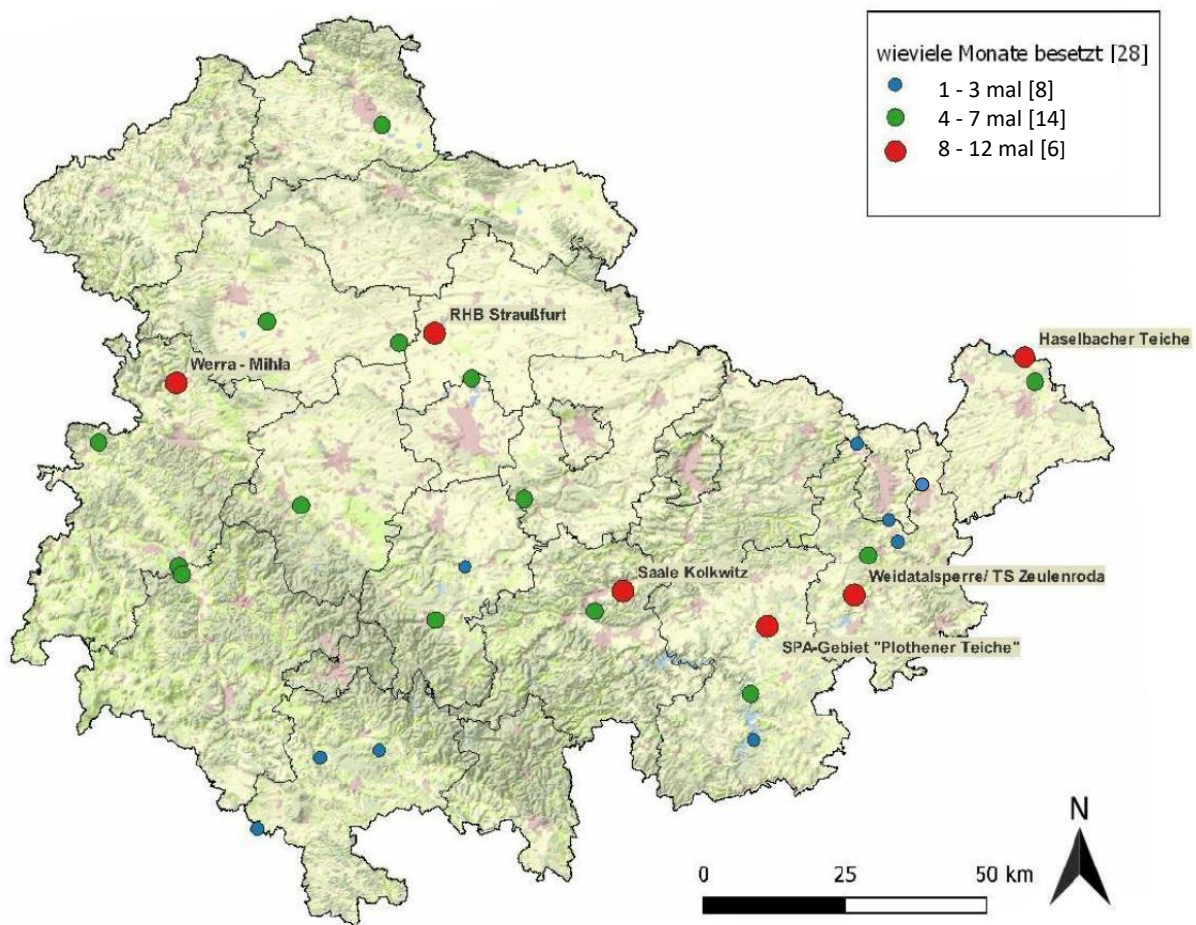 wieviele Monate besetzt [28]
1 - 3 mal [8]
4 - 7 mal [14]
8 - 12 mal [6]
RHB Straußfurt
Haselbacher Teiche
Werra - Mihla
Saale Kolkwitz
Weidatalsperre/ TS Zeulenroda
SPA-Gebiet "Plothener Teiche"
N
0 25 50 km